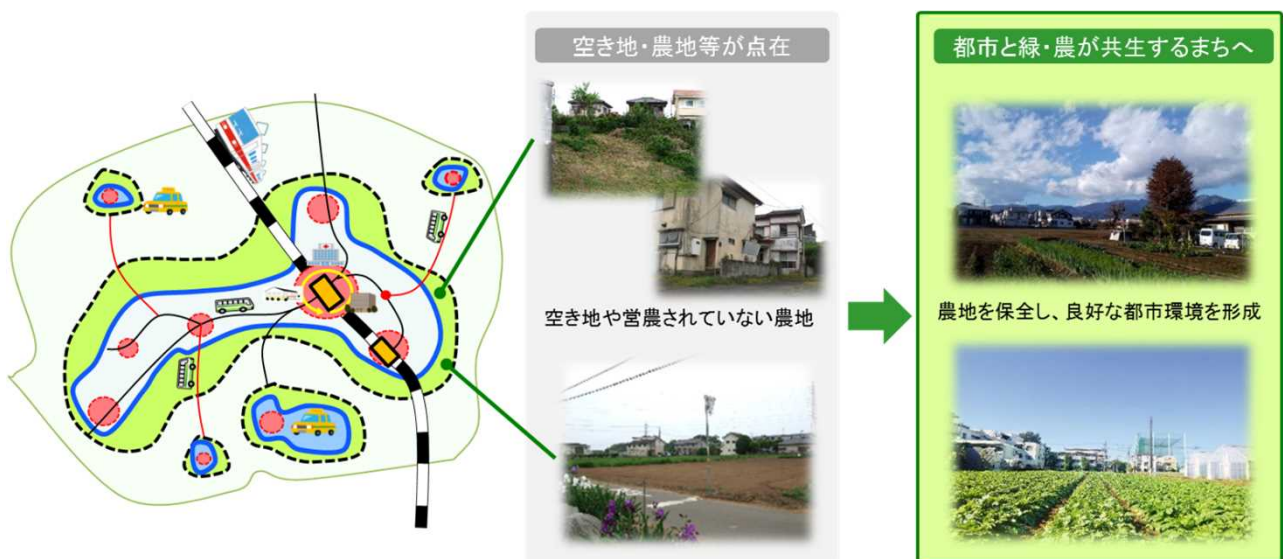 空き地・農地等が点在
空き地や営農されていない農地
都市と緑・農が共生するまちへ
農地を保全し、良好な都市環境を形成